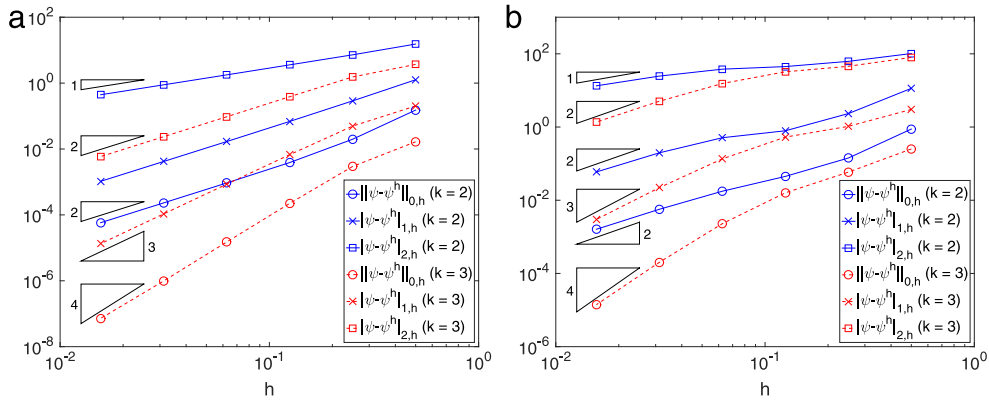 a
10^2
10^0
10^-2
10^-4
10^-6
10^-8
1
2
2
3
4
||ψ-ψ^h||_0,h (k = 2)
|ψ-ψ^h|_1,h (k = 2)
|ψ-ψ^h|_2,h (k = 2)
||ψ-ψ^h||_0,h (k = 3)
|ψ-ψ^h|_1,h (k = 3)
|ψ-ψ^h|_2,h (k = 3)
10^-2 10^-1 10^0
h
b
10^2
10^0
10^-2
10^-4
10^-6
1
2
2
3
2
4
||ψ-ψ^h||_0,h (k = 2)
|ψ-ψ^h|_1,h (k = 2)
|ψ-ψ^h|_2,h (k = 2)
||ψ-ψ^h||_0,h (k = 3)
|ψ-ψ^h|_1,h (k = 3)
|ψ-ψ^h|_2,h (k = 3)
10^-2 10^-1 10^0
h